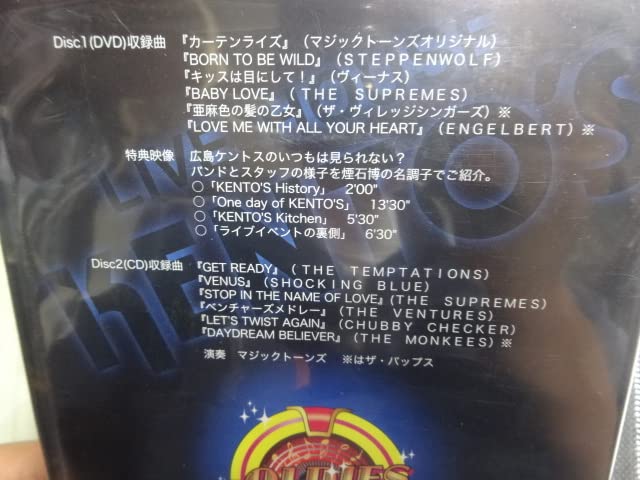 Disc1(DVD)収録曲 『カーテンライズ』（マジックトーンズオリジナル）
『BORN TO BE WILD』（ＳＴＥＰＰＥＮＷＯＬＦ）
『キッスは目にして！』（ヴィーナス）
『BABY LOVE』（ＴＨＥ　ＳＵＰＲＥＭＥＳ）
『亜麻色の髪の乙女』（ザ・ヴィレッジシンガーズ）※
『LOVE ME WITH ALL YOUR HEART』（ＥＮＧＥＬＢＥＲＴ）※
特典映像　広島ケントスのいつもは見られない？
バンドとスタッフの様子を煙石博の名調子でご紹介。
○「KENTO'S History」　2'00"
○「One day of KENTO'S」　13'30"
○「KENTO'S Kitchen」　5'30"
○「ライブイベントの裏側」　6'30"
Disc2(CD)収録曲 『GET READY』（ＴＨＥ　ＴＥＭＰＴＡＴＩＯＮＳ）
『VENUS』（ＳＨＯＣＫＩＮＧ　ＢＬＵＥ）
『STOP IN THE NAME OF LOVE』（ＴＨＥ　ＳＵＰＲＥＭＥＳ）
『ベンチャーズメドレー』（ＴＨＥ　ＶＥＮＴＵＲＥＳ）
『LET'S TWIST AGAIN』（ＣＨＵＢＢＹ　ＣＨＥＣＫＥＲ）
『DAYDREAM BELIEVER』（ＴＨＥ　ＭＯＮＫＥＥＳ）※
演奏　マジックトーンズ　※はザ・バップス
LIVE
KENTO'S
OLDIES